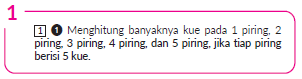 1
1 1 Menghitung banyaknya kue pada 1 piring, 2
piring, 3 piring, 4 piring, dan 5 piring, jika tiap piring
berisi 5 kue.